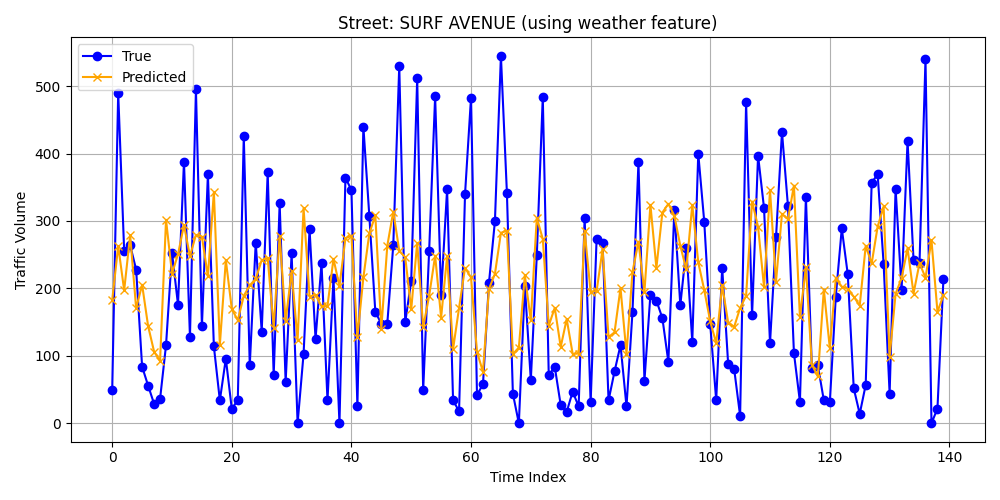 Street: SURF AVENUE (using weather feature)
True
Predicted
Traffic Volume
500
400
300
200
100
0
0 20 40 60 80 100 120 140
Time Index